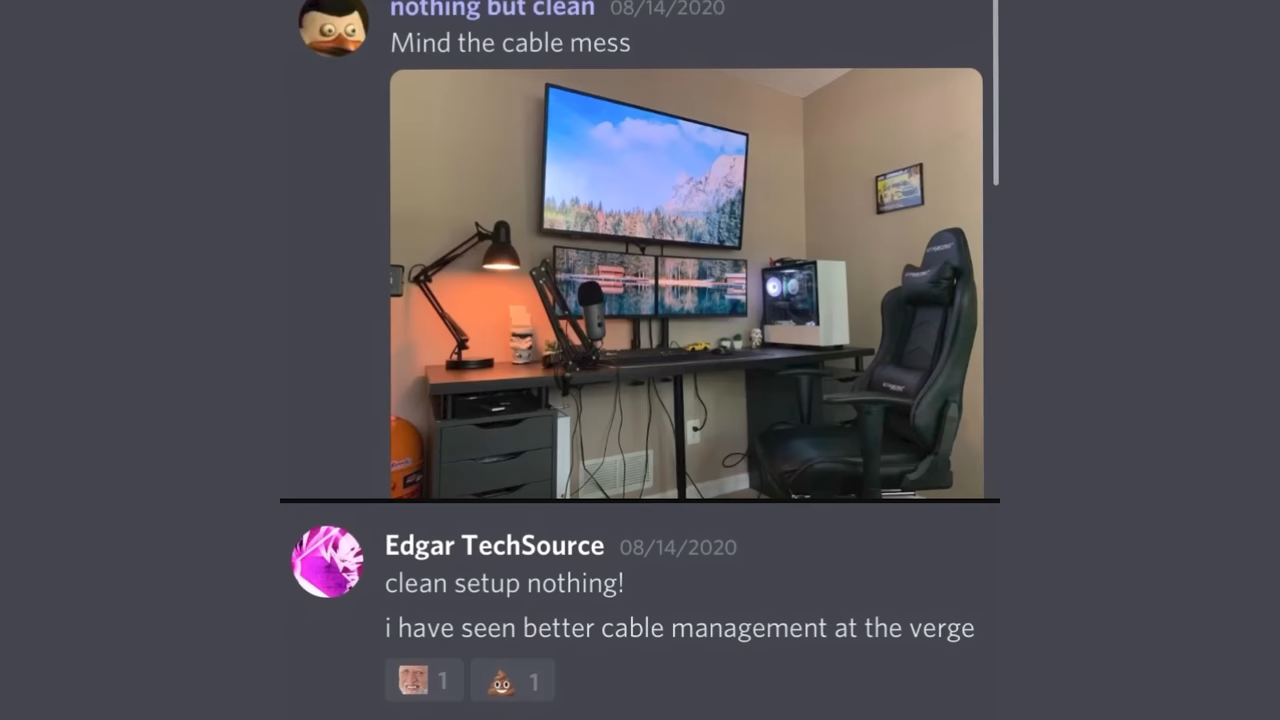 nothing but clean 08/14/2020
Mind the cable mess
Edgar TechSource 08/14/2020
clean setup nothing!
i have seen better cable management at the verge
1 1